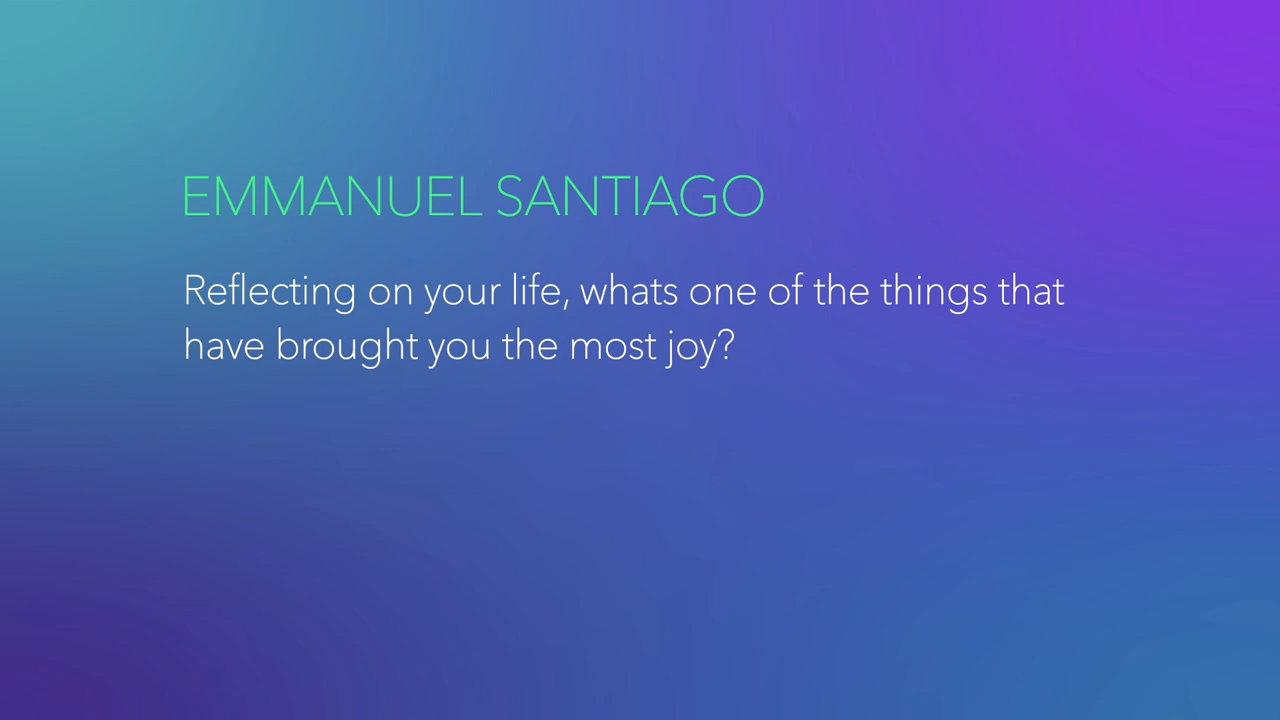 EMMANUEL SANTIAGO
Reflecting on your life, whats one of the things that
have brought you the most joy?